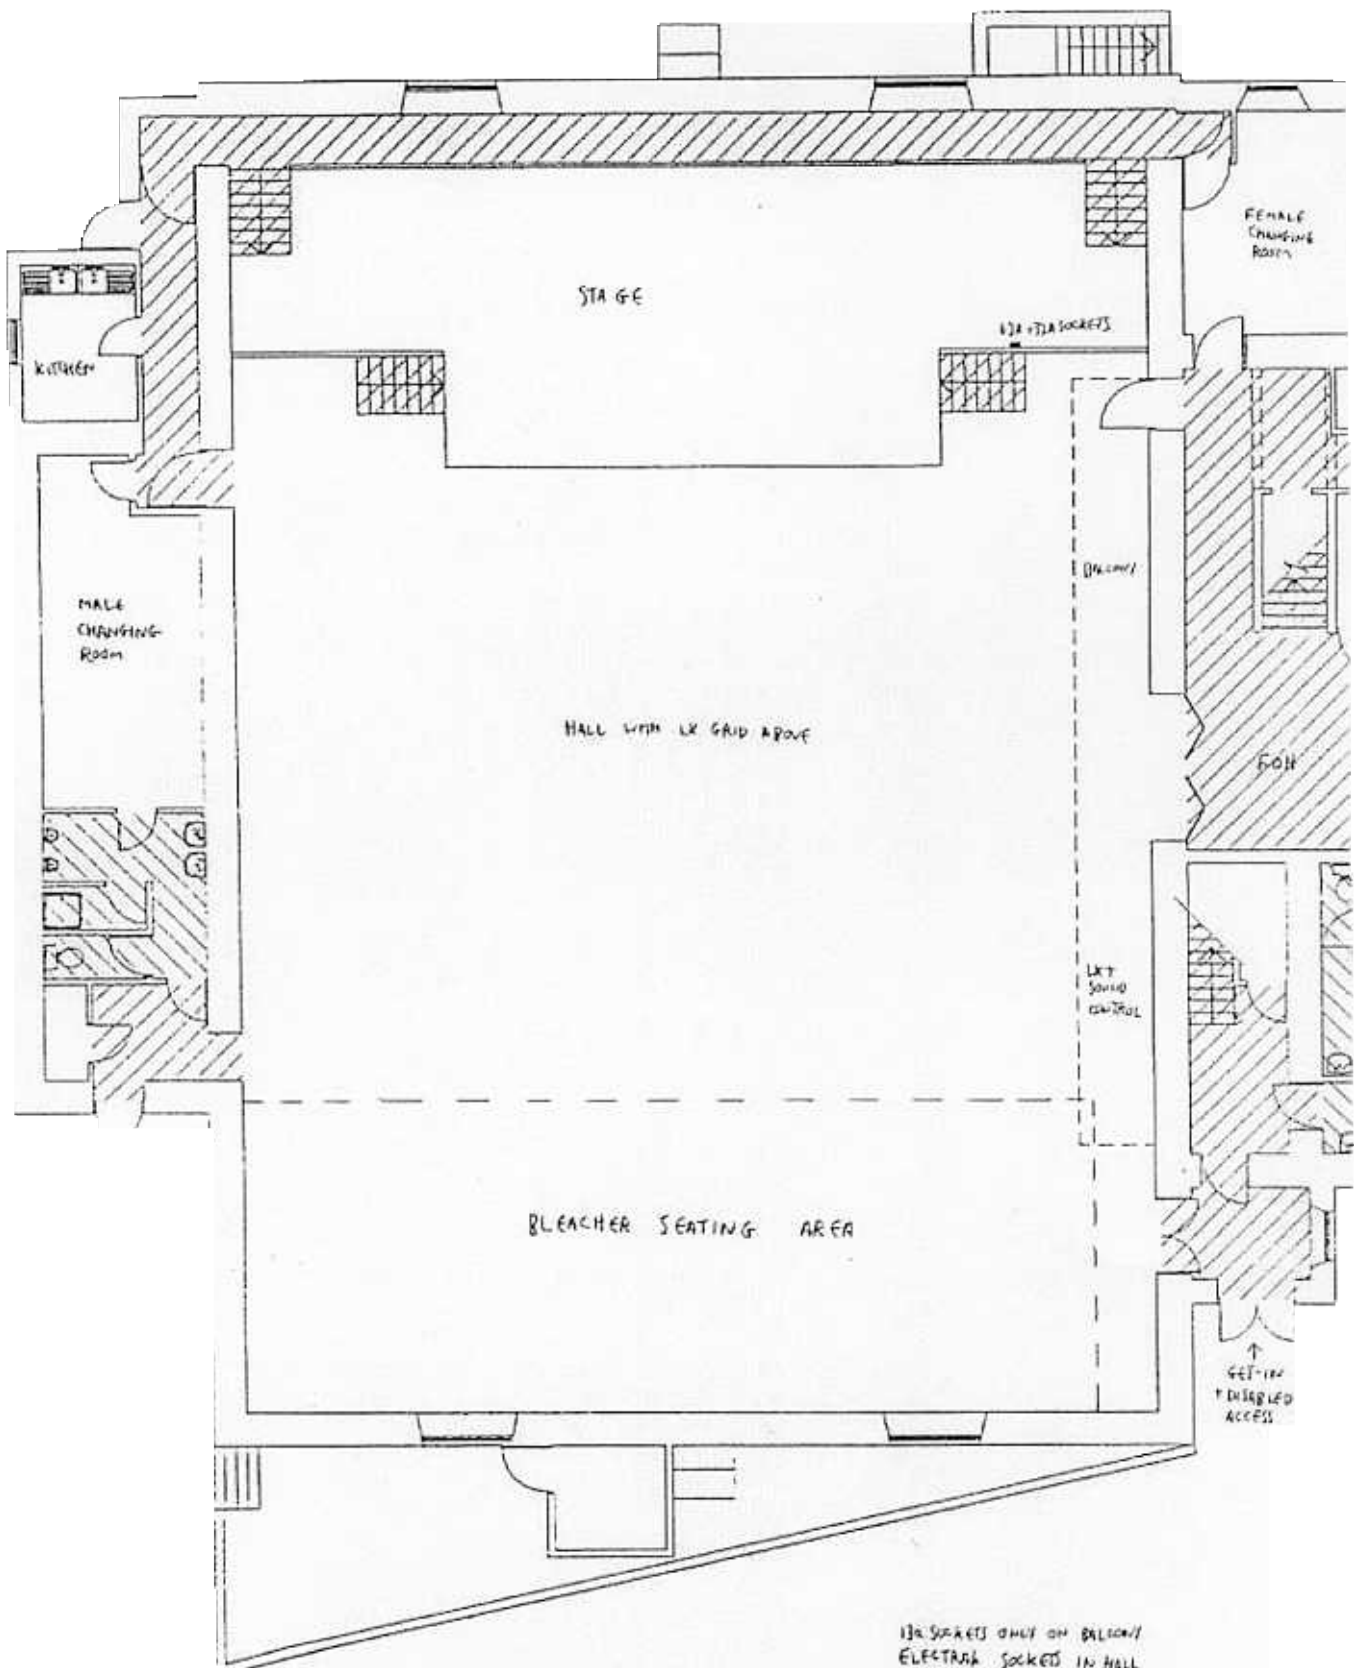 FEMALE
CHANGING
ROOM
STAGE
63A + 32A SOCKETS
KITCHEN
BALCONY
MALE
CHANGING
ROOM
HALL WITH LX GRID ABOVE
FOH
LX +
SOUND
CONTROL
BLEACHER SEATING AREA
GET-IN
+ DISABLED
ACCESS
13a SOCKETS ONLY ON BALCONY
SOCKETS IN HALL